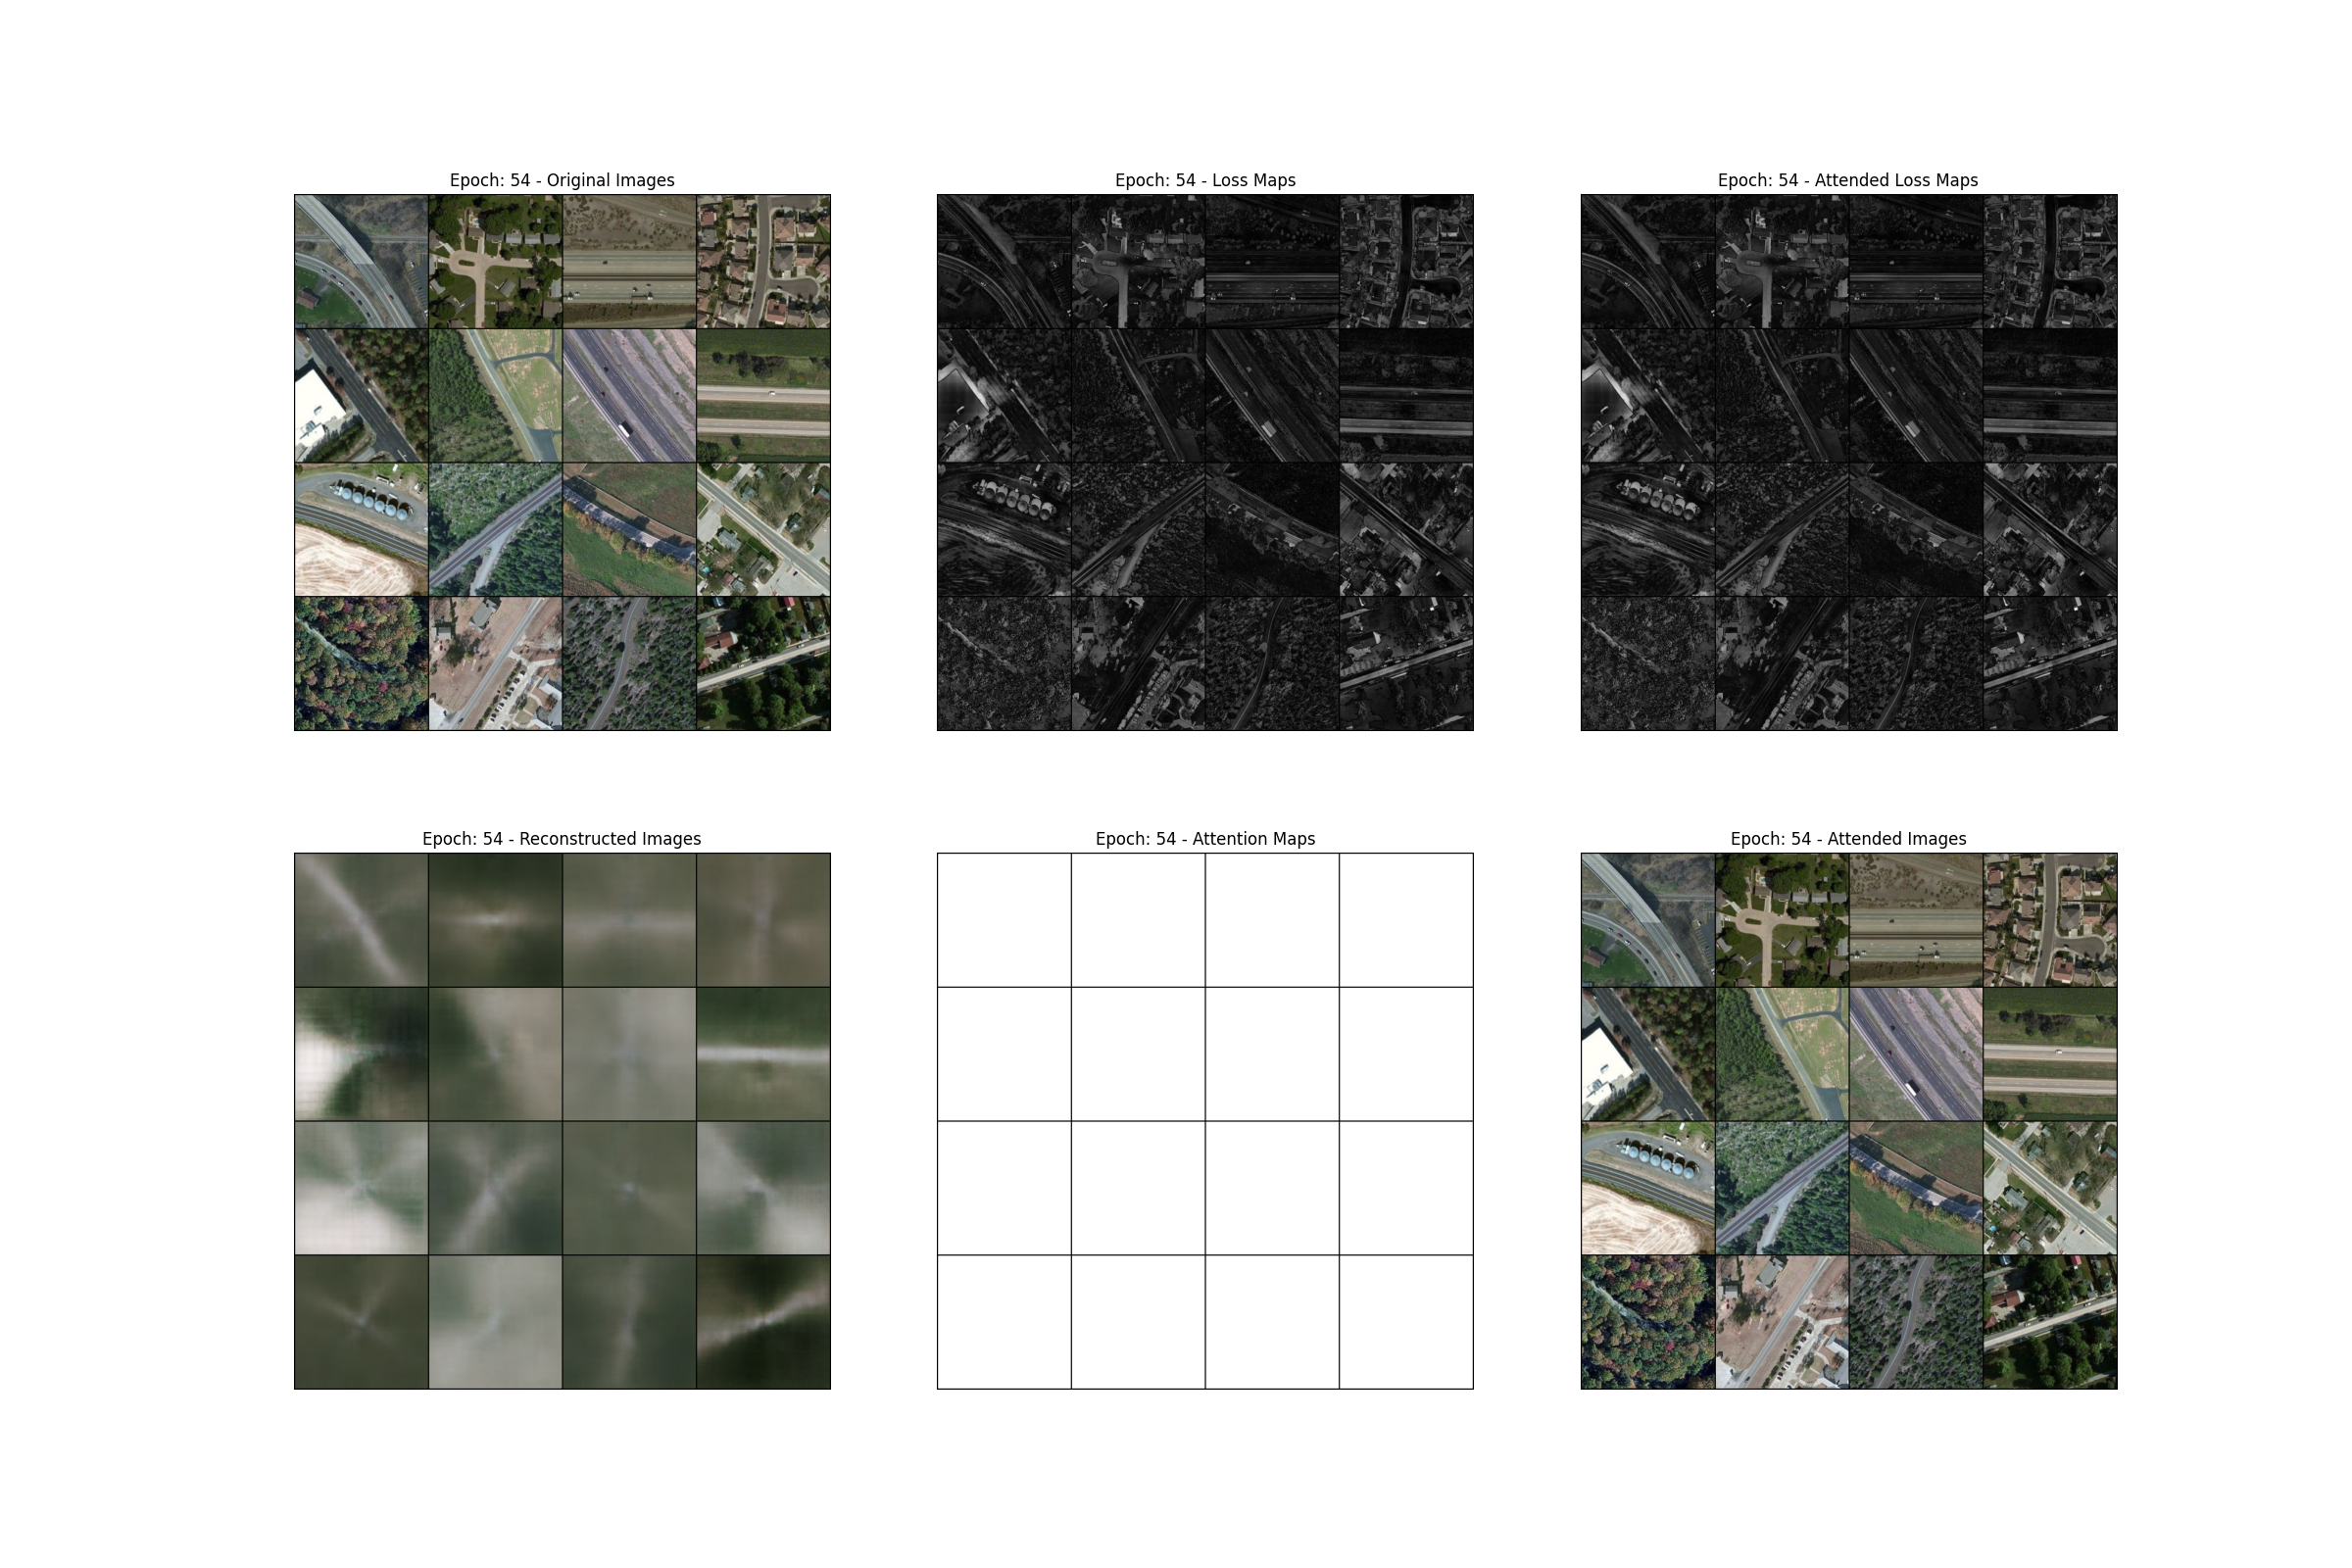 Epoch: 54 - Original Images
Epoch: 54 - Loss Maps
Epoch: 54 - Attended Loss Maps
Epoch: 54 - Reconstructed Images
Epoch: 54 - Attention Maps
Epoch: 54 - Attended Images